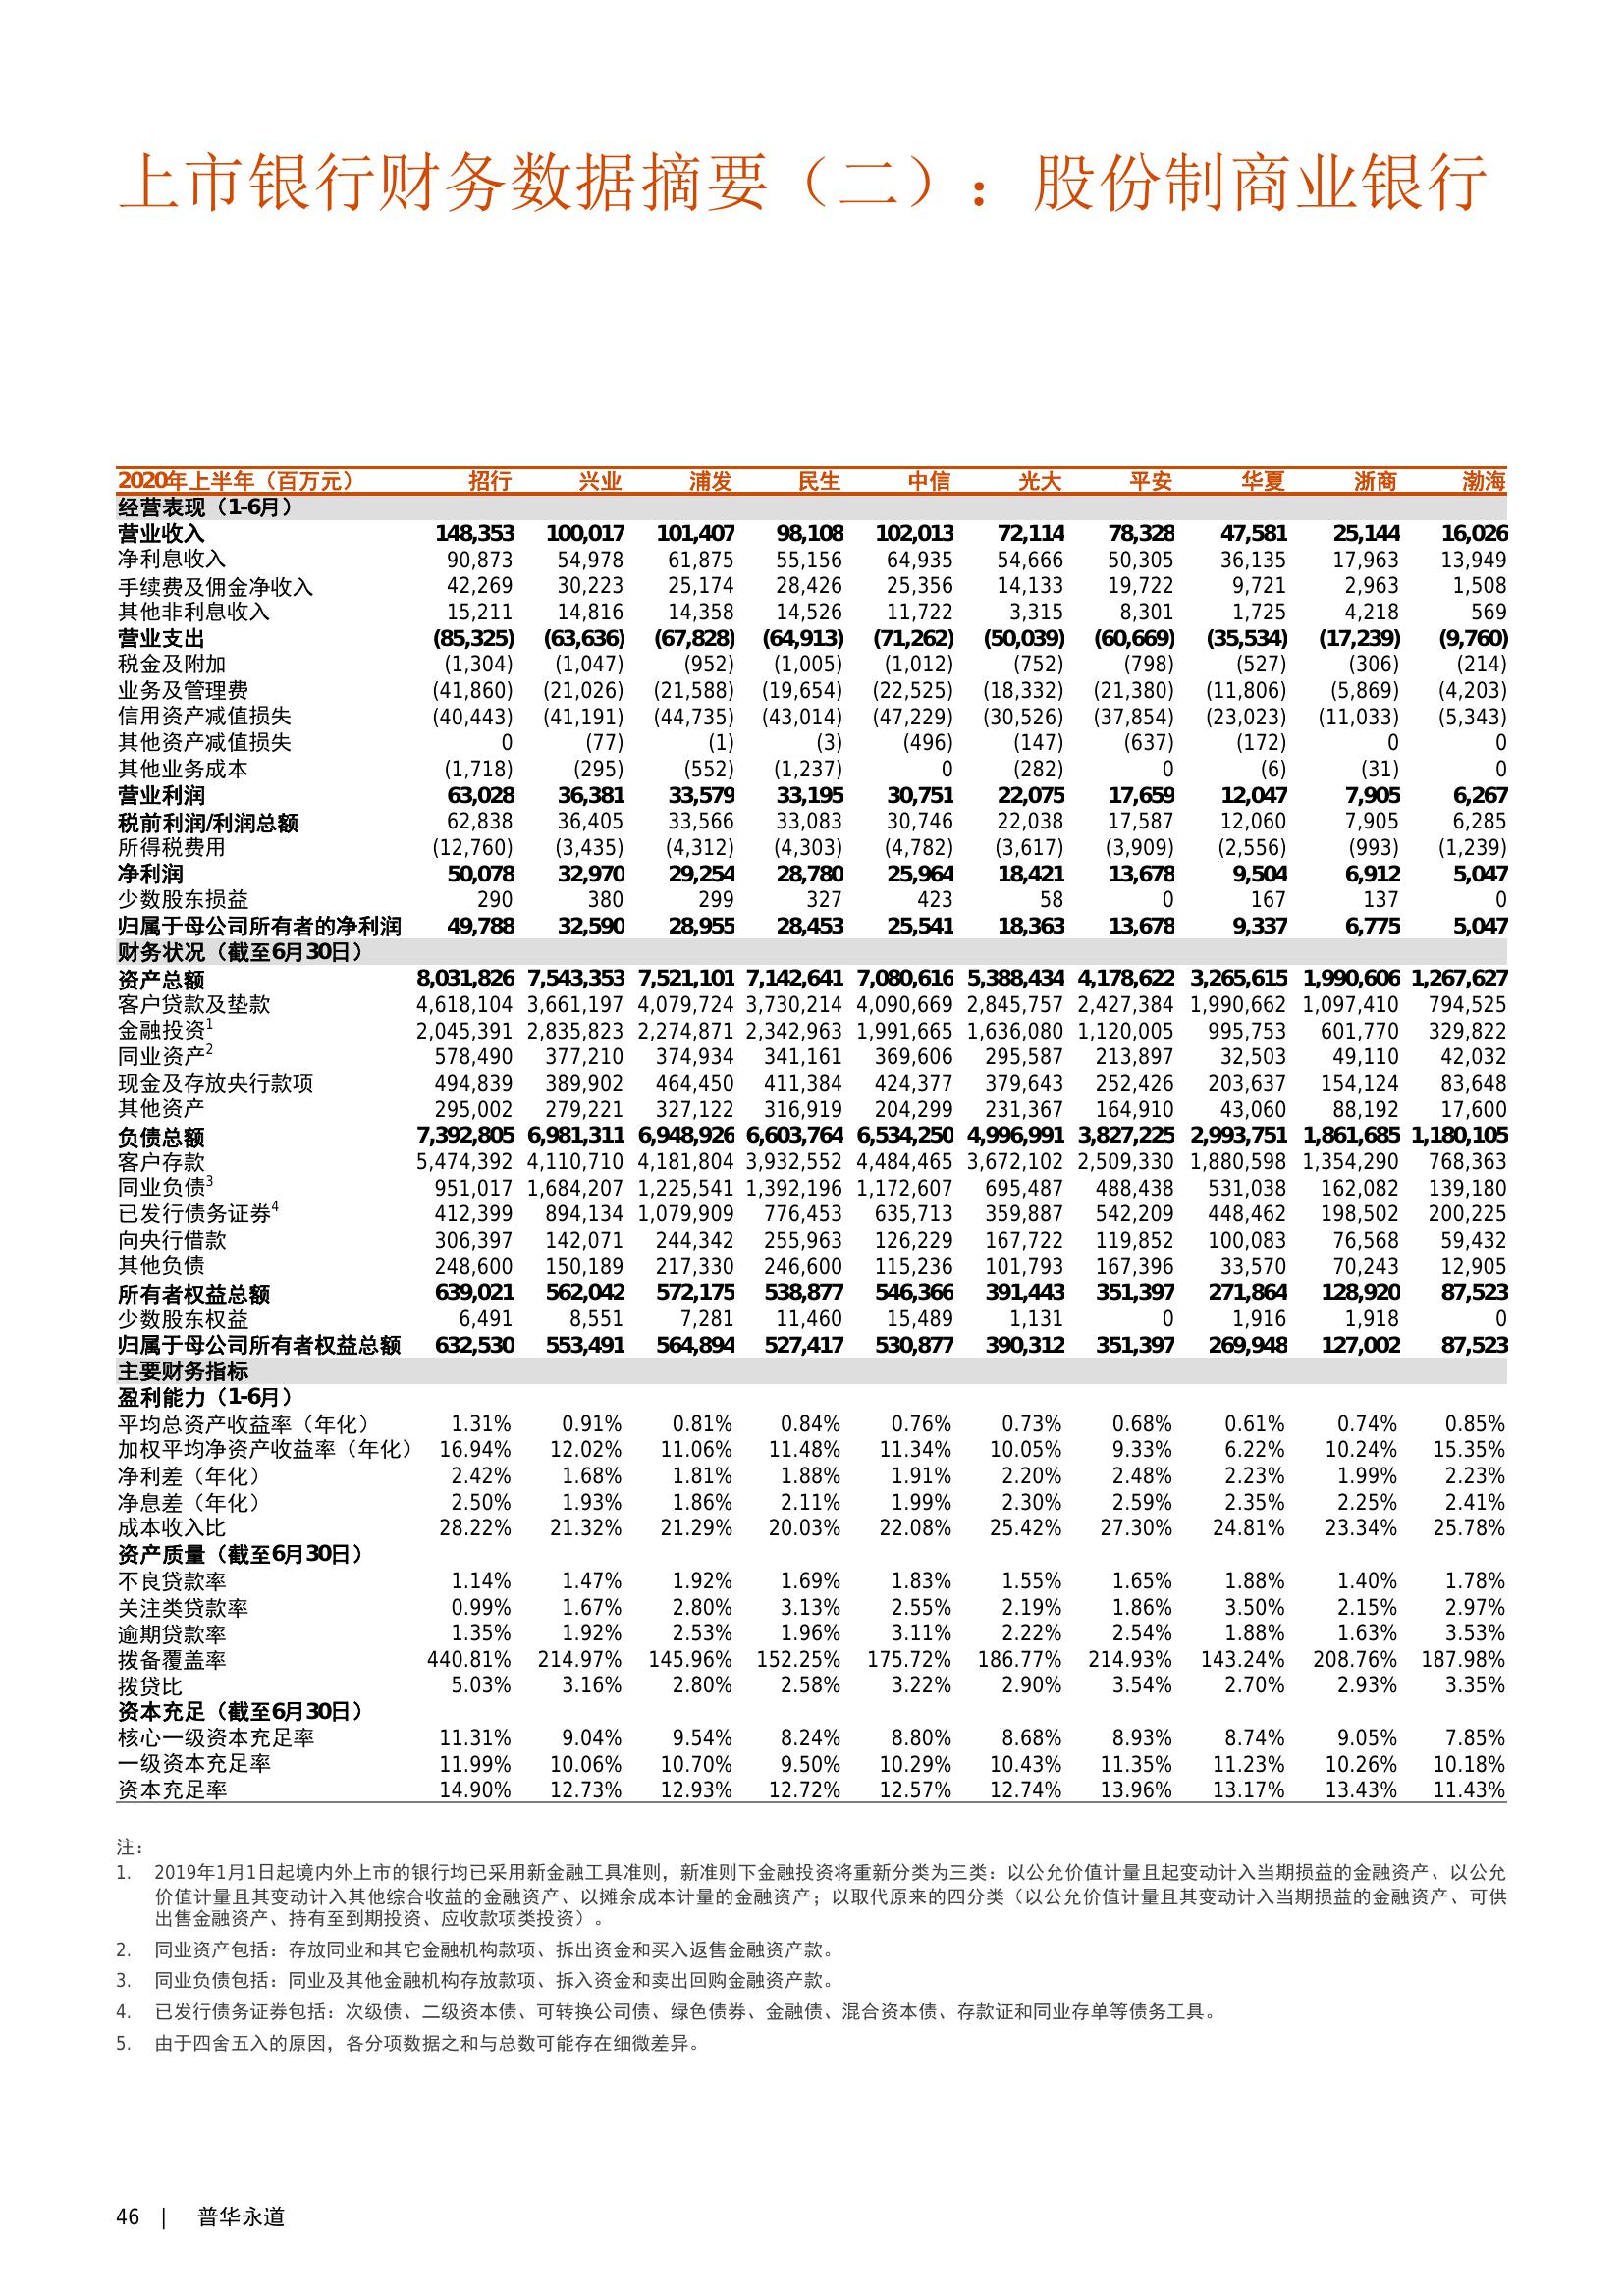 上市银行财务数据摘要（二）：股份制商业银行
2020年上半年（百万元） 招行 兴业 浦发 民生 中信 光大 平安 华夏 浙商 渤海
经营表现（1-6月）
营业收入 148,353 100,017 101,407 98,108 102,013 72,114 78,328 47,581 25,144 16,026
净利息收入 90,873 54,978 61,875 55,156 64,935 54,666 50,305 36,135 17,963 13,949
手续费及佣金净收入 42,269 30,223 25,174 28,426 25,356 14,133 19,722 9,721 2,963 1,508
其他非利息收入 15,211 14,816 14,358 14,526 11,722 3,315 8,301 1,725 4,218 569
营业支出 (85,325) (63,636) (67,828) (64,913) (71,262) (50,039) (60,669) (35,534) (17,239) (9,760)
税金及附加 (1,304) (1,047) (952) (1,005) (1,012) (752) (798) (527) (306) (214)
业务及管理费 (41,860) (21,026) (21,588) (19,654) (22,525) (18,332) (21,380) (11,806) (5,869) (4,203)
信用资产减值损失 (40,443) (41,191) (44,735) (43,014) (47,229) (30,526) (37,854) (23,023) (11,033) (5,343)
其他资产减值损失 0 (77) (1) (3) (496) (147) (637) (172) 0 0
其他业务成本 (1,718) (295) (552) (1,237) 0 (282) 0 (6) (31) 0
营业利润 63,028 36,381 33,579 33,195 30,751 22,075 17,659 12,047 7,905 6,267
税前利润/利润总额 62,838 36,405 33,566 33,083 30,746 22,038 17,587 12,060 7,905 6,285
所得税费用 (12,760) (3,435) (4,312) (4,303) (4,782) (3,617) (3,909) (2,556) (993) (1,239)
净利润 50,078 32,970 29,254 28,780 25,964 18,421 13,678 9,504 6,912 5,047
少数股东损益 290 380 299 327 423 58 0 167 137 0
归属于母公司所有者的净利润 49,788 32,590 28,955 28,453 25,541 18,363 13,678 9,337 6,775 5,047
财务状况（截至6月30日）
资产总额 8,031,826 7,543,353 7,521,101 7,142,641 7,080,616 5,388,434 4,178,622 3,265,615 1,990,606 1,267,627
客户贷款及垫款 4,618,104 3,661,197 4,079,724 3,730,214 4,090,669 2,845,757 2,427,384 1,990,662 1,097,410 794,525
金融投资1 2,045,391 2,835,823 2,274,871 2,342,963 1,991,665 1,636,080 1,120,005 995,753 601,770 329,822
同业资产2 578,490 377,210 374,934 341,161 369,606 295,587 213,897 32,503 49,110 42,032
现金及存放央行款项 494,839 389,902 464,450 411,384 424,377 379,643 252,426 203,637 154,124 83,648
其他资产 295,002 279,221 327,122 316,919 204,299 231,367 164,910 43,060 88,192 17,600
负债总额 7,392,805 6,981,311 6,948,926 6,603,764 6,534,250 4,996,991 3,827,225 2,993,751 1,861,685 1,180,105
客户存款 5,474,392 4,110,710 4,181,804 3,932,552 4,484,465 3,672,102 2,509,330 1,880,598 1,354,290 768,363
同业负债3 951,017 1,684,207 1,225,541 1,392,196 1,172,607 695,487 488,438 531,038 162,082 139,180
已发行债务证券4 412,399 894,134 1,079,909 776,453 635,713 359,887 542,209 448,462 198,502 200,225
向央行借款 306,397 142,071 244,342 255,963 126,229 167,722 119,852 100,083 76,568 59,432
其他负债 248,600 150,189 217,330 246,600 115,236 101,793 167,396 33,570 70,243 12,905
所有者权益总额 639,021 562,042 572,175 538,877 546,366 391,443 351,397 271,864 128,920 87,523
少数股东权益 6,491 8,551 7,281 11,460 15,489 1,131 0 1,916 1,918 0
归属于母公司所有者权益总额 632,530 553,491 564,894 527,417 530,877 390,312 351,397 269,948 127,002 87,523
主要财务指标
盈利能力（1-6月）
平均总资产收益率（年化） 1.31% 0.91% 0.81% 0.84% 0.76% 0.73% 0.68% 0.61% 0.74% 0.85%
加权平均净资产收益率（年化） 16.94% 12.02% 11.06% 11.48% 11.34% 10.05% 9.33% 6.22% 10.24% 15.35%
净利差（年化） 2.42% 1.68% 1.81% 1.88% 1.91% 2.20% 2.48% 2.23% 1.99% 2.23%
净息差（年化） 2.50% 1.93% 1.86% 2.11% 1.99% 2.30% 2.59% 2.35% 2.25% 2.41%
成本收入比 28.22% 21.32% 21.29% 20.03% 22.08% 25.42% 27.30% 24.81% 23.34% 25.78%
资产质量（截至6月30日）
不良贷款率 1.14% 1.47% 1.92% 1.69% 1.83% 1.55% 1.65% 1.88% 1.40% 1.78%
关注类贷款率 0.99% 1.67% 2.80% 3.13% 2.55% 2.19% 1.86% 3.50% 2.15% 2.97%
逾期贷款率 1.35% 1.92% 2.53% 1.96% 3.11% 2.22% 2.54% 1.88% 1.63% 3.53%
拨备覆盖率 440.81% 214.97% 145.96% 152.25% 175.72% 186.77% 214.93% 143.24% 208.76% 187.98%
拨贷比 5.03% 3.16% 2.80% 2.58% 3.22% 2.90% 3.54% 2.70% 2.93% 3.35%
资本充足（截至6月30日）
核心一级资本充足率 11.31% 9.04% 9.54% 8.24% 8.80% 8.68% 8.93% 8.74% 9.05% 7.85%
一级资本充足率 11.99% 10.06% 10.70% 9.50% 10.29% 10.43% 11.35% 11.23% 10.26% 10.18%
资本充足率 14.90% 12.73% 12.93% 12.72% 12.57% 12.74% 13.96% 13.17% 13.43% 11.43%
注：
1. 2019年1月1日起境内外上市的银行均已采用新金融工具准则，新准则下金融投资将重新分类为三类：以公允价值计量且起变动计入当期损益的金融资产、以公允
价值计量且其变动计入其他综合收益的金融资产、以摊余成本计量的金融资产；以取代原来的四分类（以公允价值计量且其变动计入当期损益的金融资产、可供
出售金融资产、持有至到期投资、应收款项类投资）。
2. 同业资产包括：存放同业和其它金融机构款项、拆出资金和买入返售金融资产款。
3. 同业负债包括：同业及其他金融机构存放款项、拆入资金和卖出回购金融资产款。
4. 已发行债务证券包括：次级债、二级资本债、可转换公司债、绿色债券、金融债、混合资本债、存款证和同业存单等债务工具。
5. 由于四舍五入的原因，各分项数据之和与总数可能存在细微差异。
46 | 普华永道